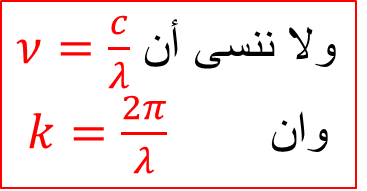 ولا ننسى أن ν = c/λ
وان k = 2π/λ